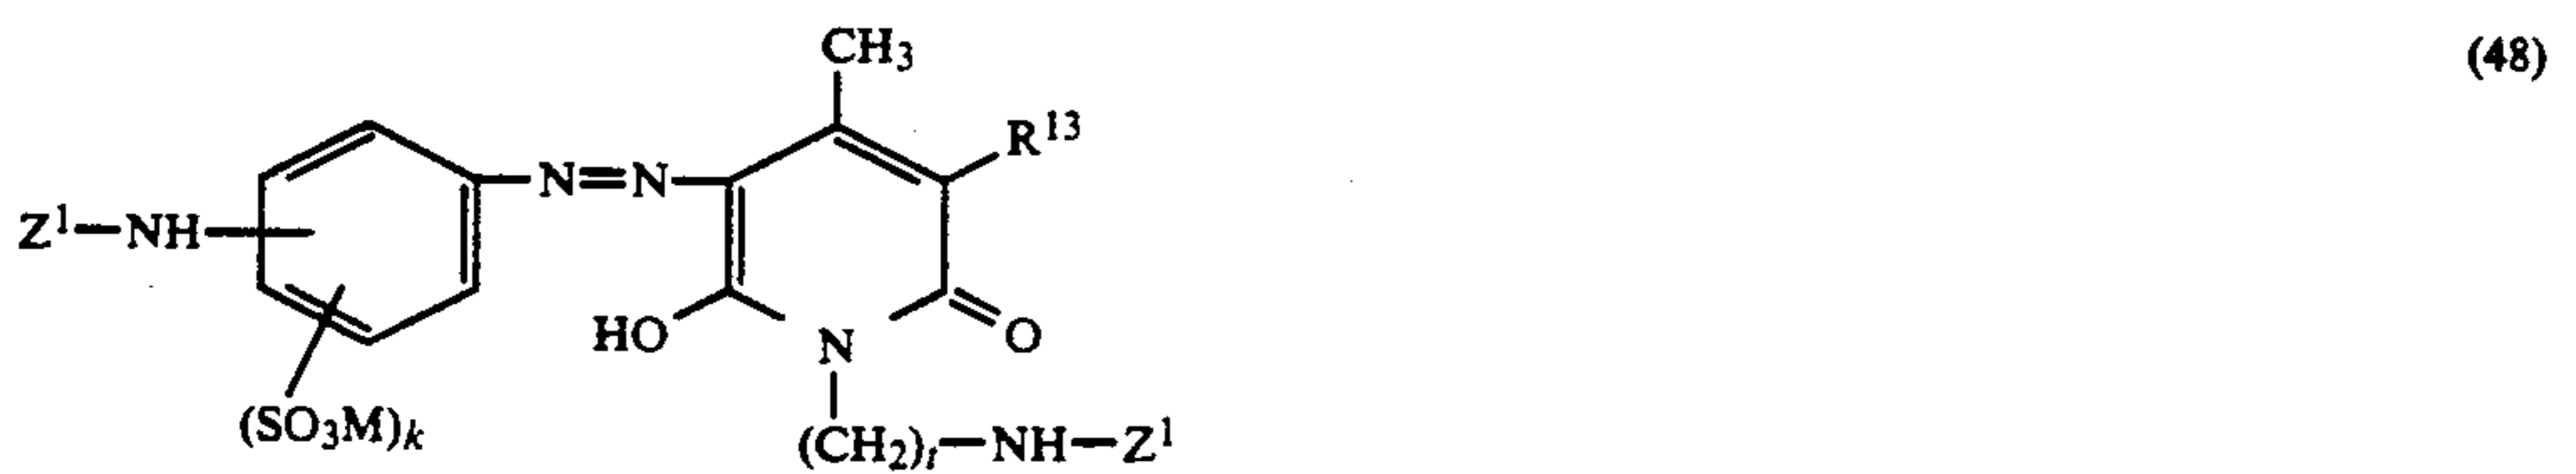 CH₃ (48)
R¹³
N=N
Z¹—NH
HO N O
(SO₃M)ₖ (CH₂)ₜ—NH—Z¹